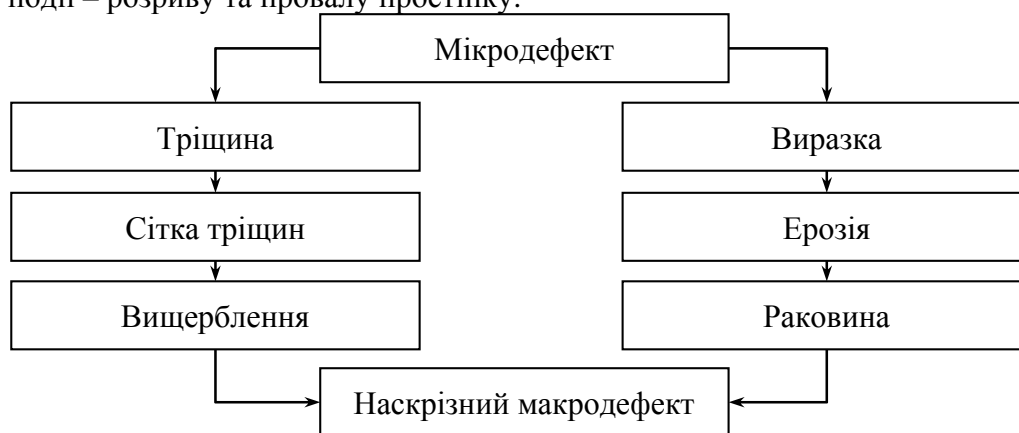 події – розриву та провалу простінку.
Мікродефект
Тріщина
Виразка
Сітка тріщин
Ерозія
Вищерблення
Раковина
Наскрізний макродефект